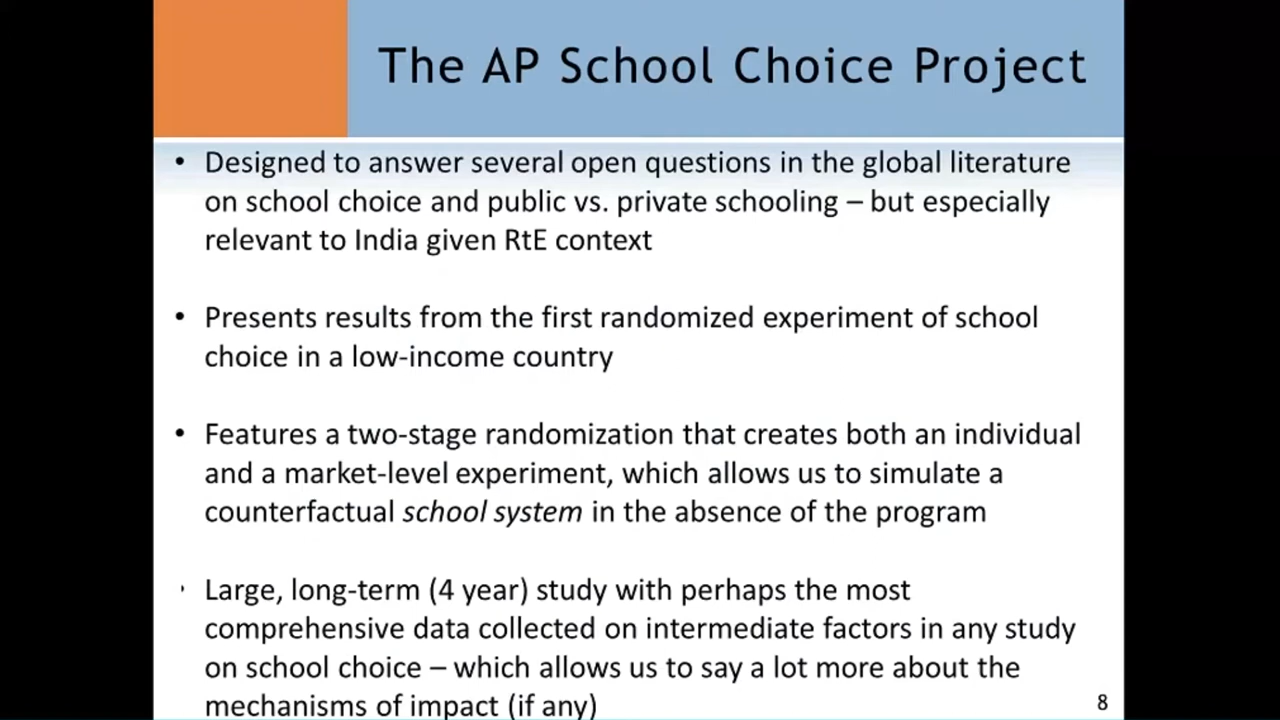 The AP School Choice Project
• Designed to answer several open questions in the global literature
on school choice and public vs. private schooling – but especially
relevant to India given RtE context
• Presents results from the first randomized experiment of school
choice in a low-income country
• Features a two-stage randomization that creates both an individual
and a market-level experiment, which allows us to simulate a
counterfactual school system in the absence of the program
• Large, long-term (4 year) study with perhaps the most
comprehensive data collected on intermediate factors in any study
on school choice – which allows us to say a lot more about the
mechanisms of impact (if any)
8